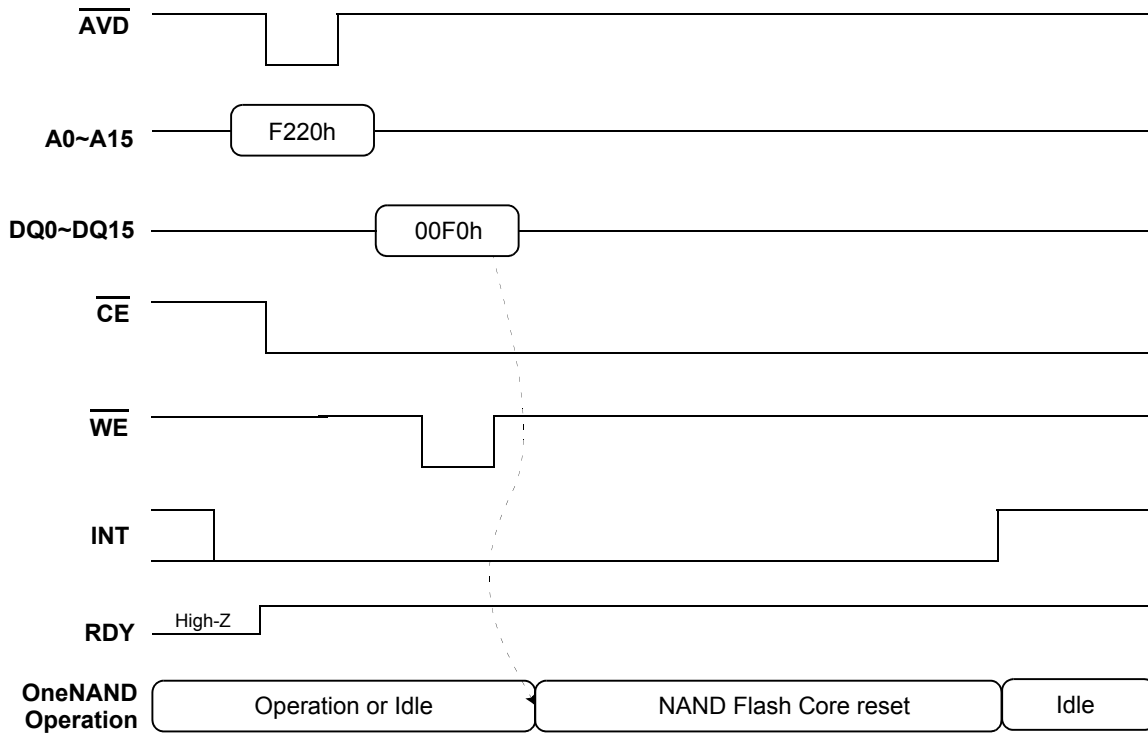 AVD
A0~A15
F220h
DQ0~DQ15
00F0h
CE
WE
INT
RDY
High-Z
OneNAND
Operation
Operation or Idle
NAND Flash Core reset
Idle